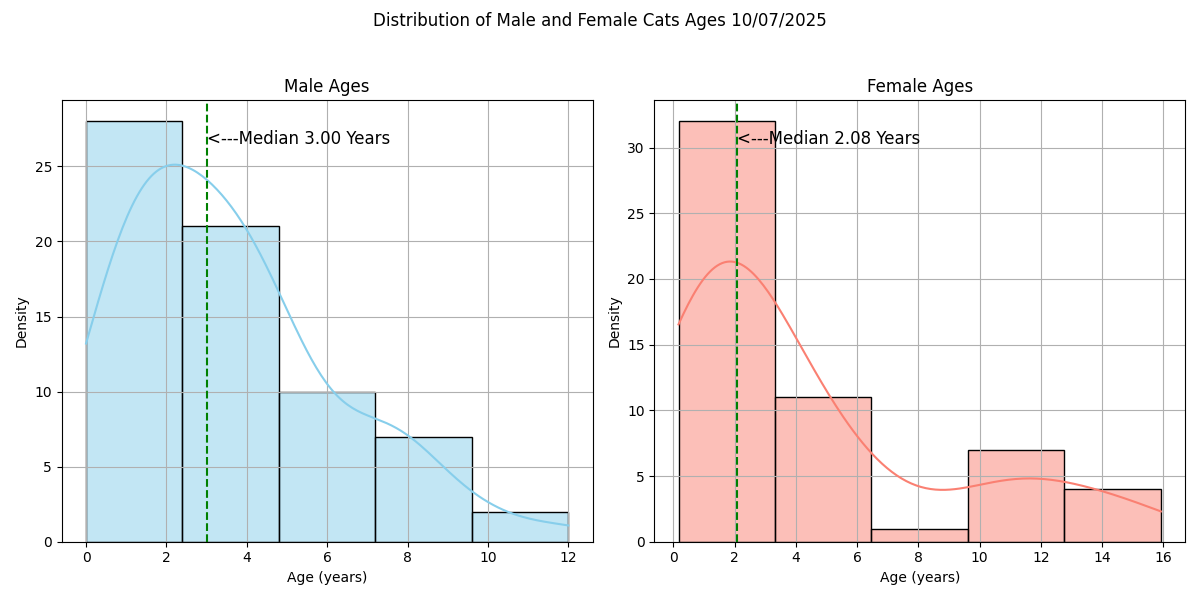 Distribution of Male and Female Cats Ages 10/07/2025
Male Ages
<---Median 3.00 Years
Density
25
20
15
10
5
0
0 2 4 6 8 10 12
Age (years)
Female Ages
<---Median 2.08 Years
Density
30
25
20
15
10
5
0
0 2 4 6 8 10 12 14 16
Age (years)